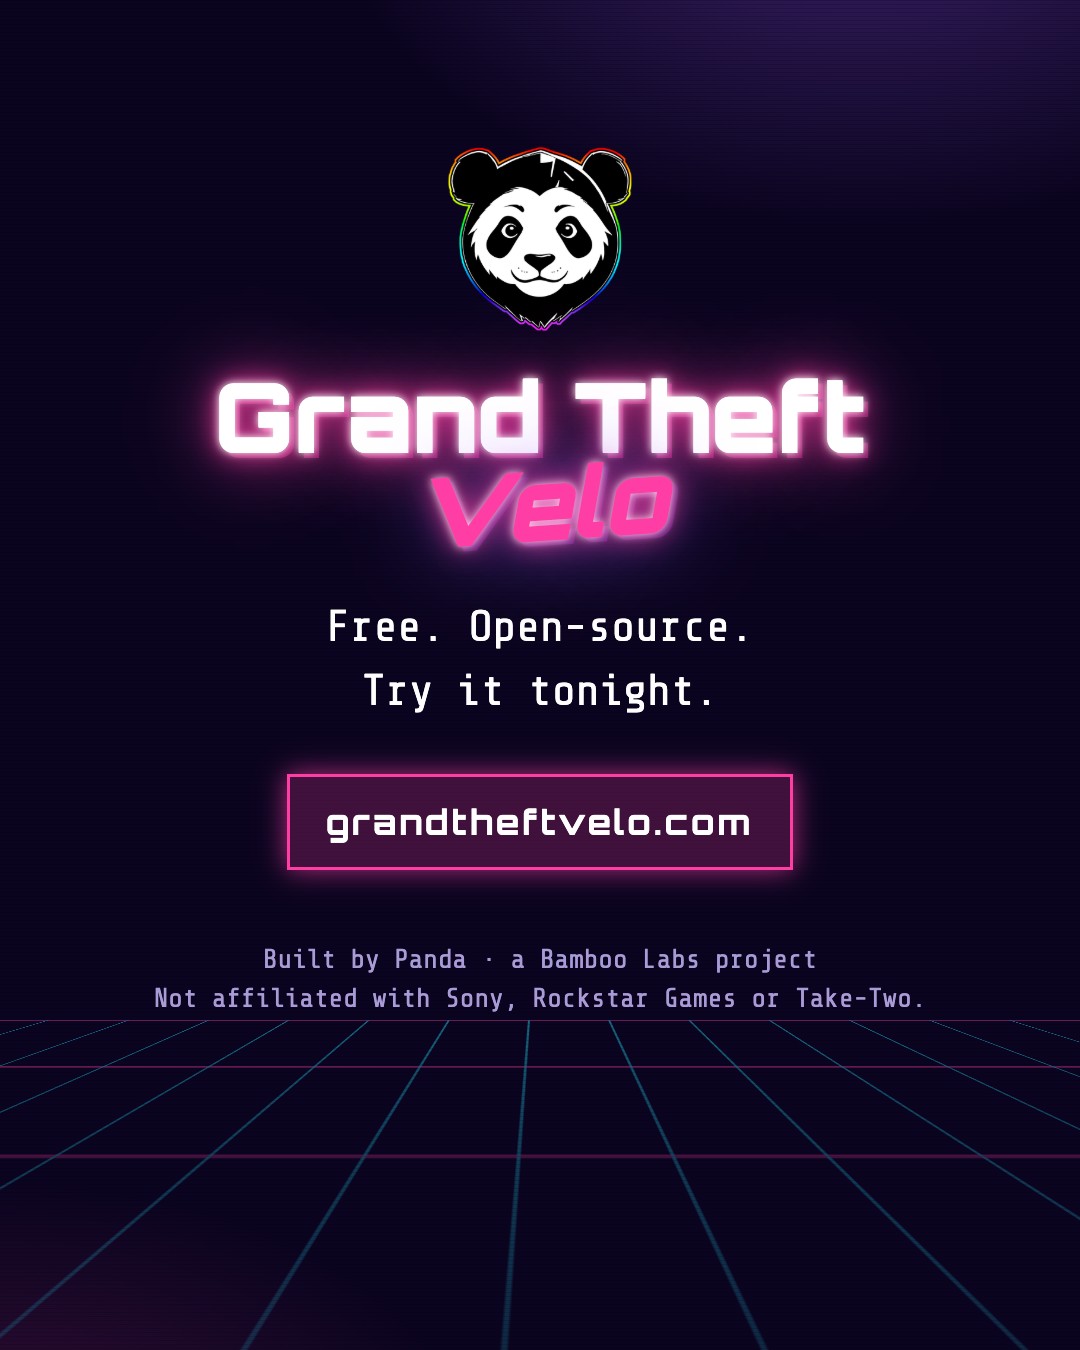 Grand Theft
Velo
Free. Open-source.
Try it tonight.
grandtheftvelo.com
Built by Panda · a Bamboo Labs project
Not affiliated with Sony, Rockstar Games or Take-Two.